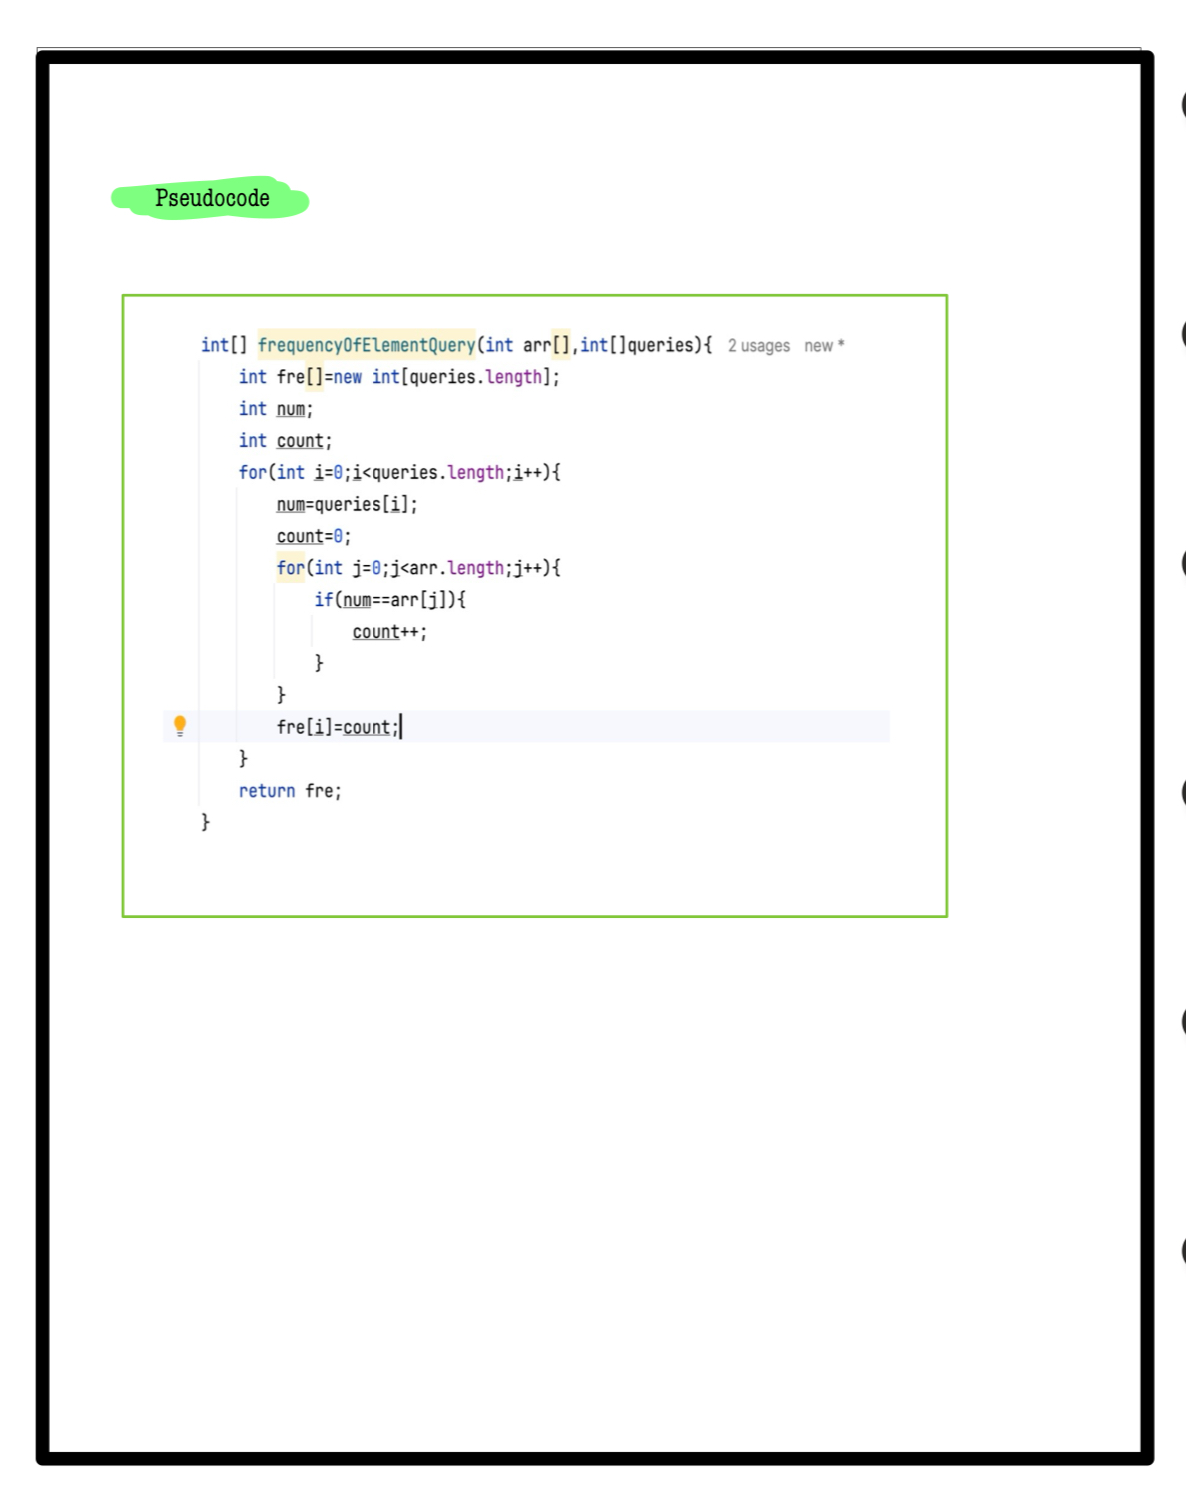 Pseudocode
int[] frequencyOfElementQuery(int arr[],int[]queries){ 2 usages new *
int fre[]=new int[queries.length];
int num;
int count;
for(int i=0;i<queries.length;i++){
num=queries[i];
count=0;
for(int j=0;j<arr.length;j++){
if(num==arr[j]){
count++;
}
}
fre[i]=count;
}
return fre;
}